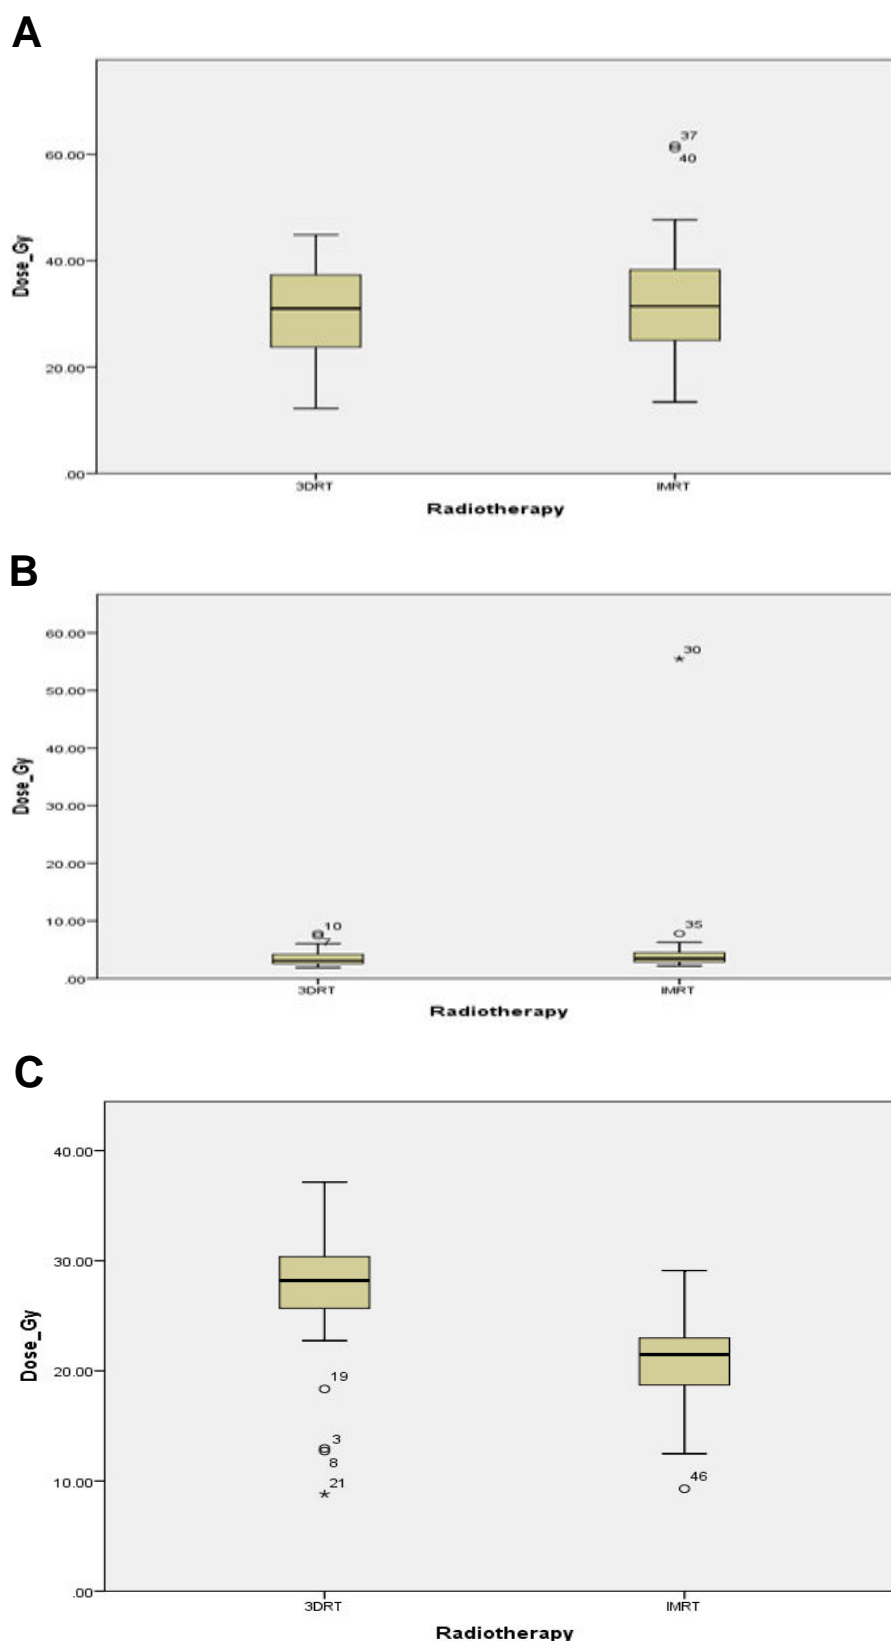 A
60.00
40.00
20.00
.00
Dose_Gy
37
40
3DRT
IMRT
Radiotherapy
B
60.00
50.00
40.00
30.00
20.00
10.00
.00
Dose_Gy
30
10
7
35
3DRT
IMRT
Radiotherapy
C
40.00
30.00
20.00
10.00
.00
Dose_Gy
19
3
8
21
46
3DRT
IMRT
Radiotherapy